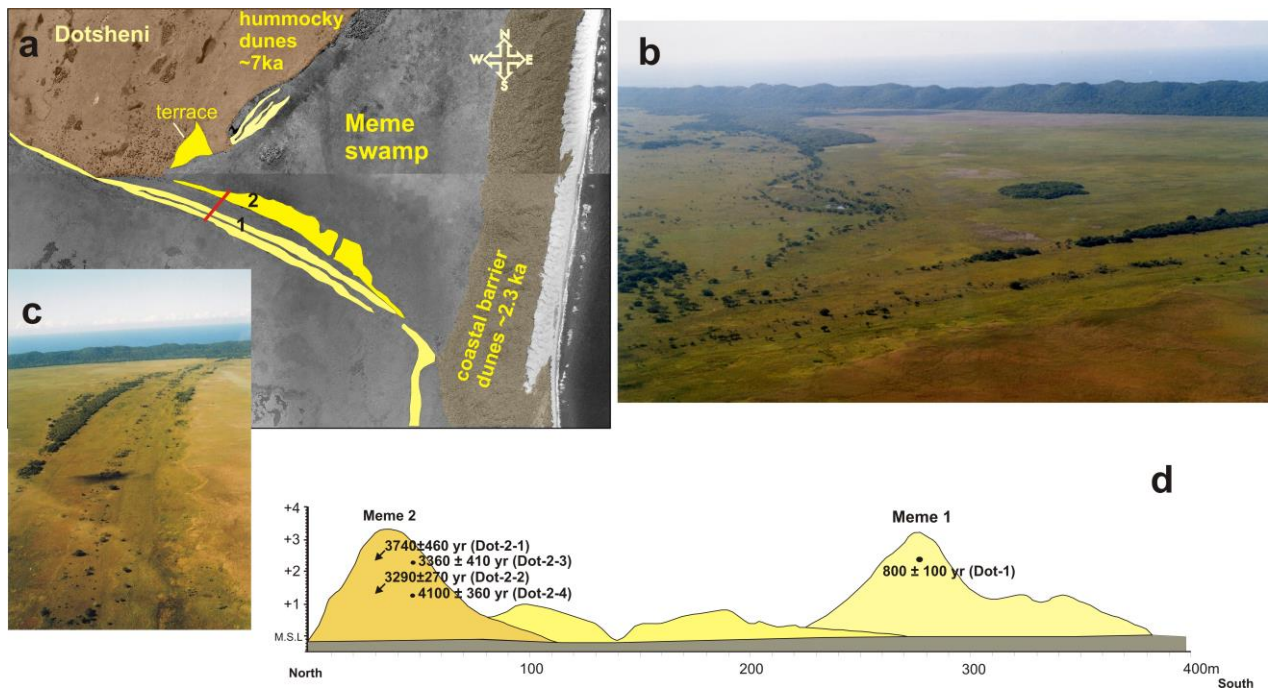 a
Dotsheni
hummocky
dunes
~7ka
N
W E
S
terrace
Meme
swamp
2
1
coastal barrier
dunes ~2.3 ka
b
c
d
+4
+3
+2
+1
M.S.L
Meme 2
3740±460 yr (Dot-2-1)
3360 ± 410 yr (Dot-2-3)
3290±270 yr (Dot-2-2)
4100 ± 360 yr (Dot-2-4)
Meme 1
800 ± 100 yr (Dot-1)
100
200
300
400m
North
South